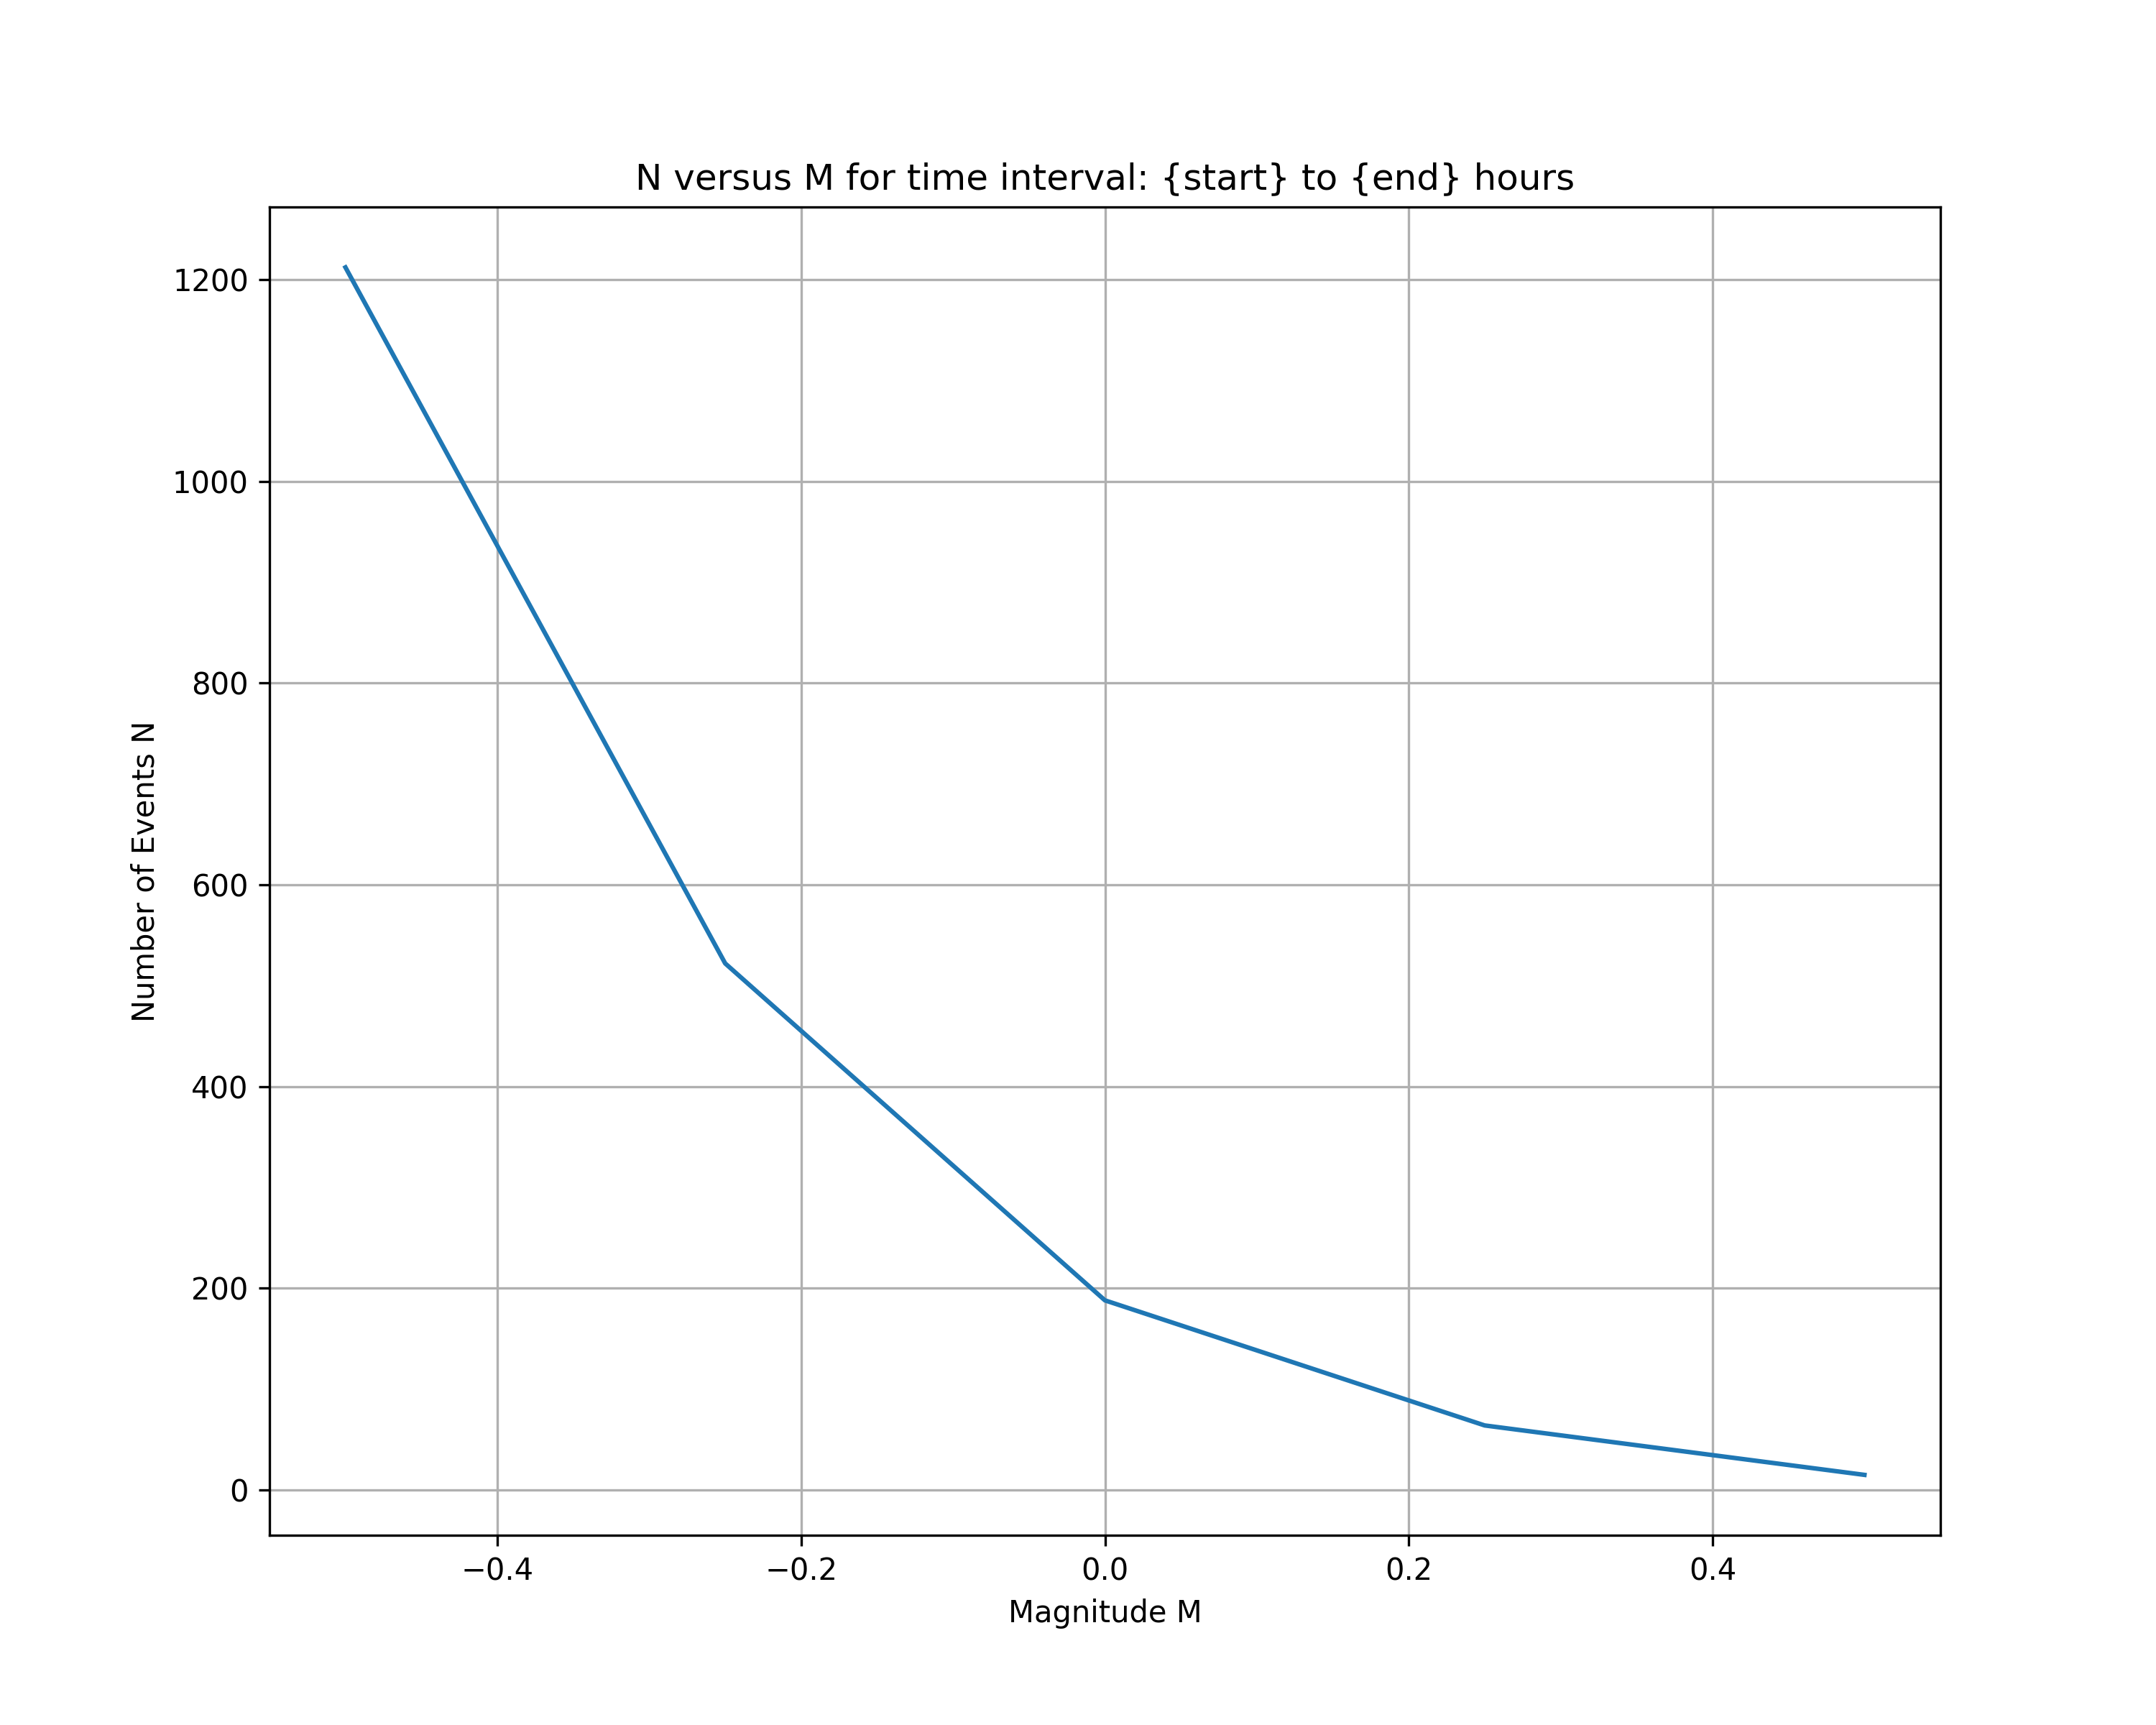 N versus M for time interval: {start} to {end} hours
1200
1000
800
600
400
200
0
Number of Events N
−0.4 −0.2 0.0 0.2 0.4
Magnitude M